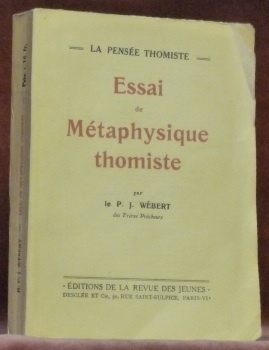 — LA PENSÉE THOMISTE —
Essai
de
Métaphysique
thomiste
par
le P. J. WÉBERT
des Frères Prêcheurs
ÉDITIONS DE LA REVUE DES JEUNES
DESCLÉE ET Cie, 30, RUE SAINT-SULPICE, PARIS-VIe